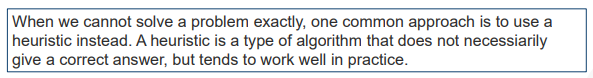 When we cannot solve a problem exactly, one common approach is to use a
heuristic instead. A heuristic is a type of algorithm that does not necessiarily
give a correct answer, but tends to work well in practice.